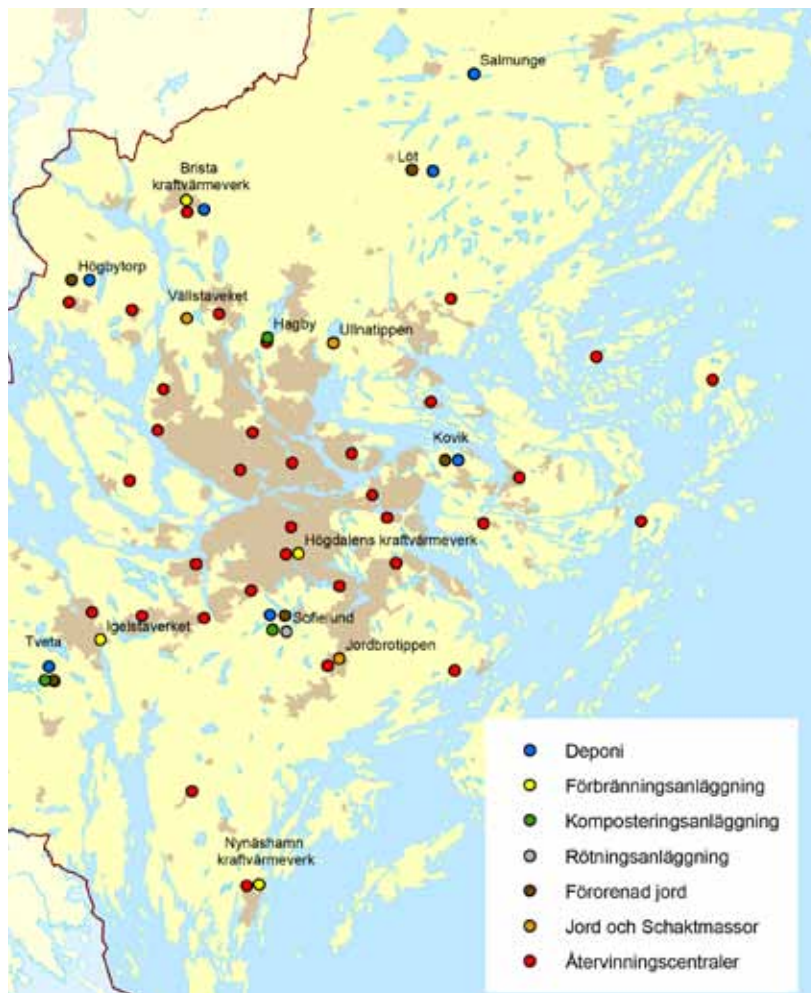 Salmunge
Löt
Brista
kraftvärmeverk
Högbytorp
Vällstaveket
Hagby
Ullnatippen
Kovik
Högdalens kraftvärmeverk
Igelstaverket
Sofielund
Tveta
Jordbrotippen
Nynäshamn
kraftvärmeverk
Deponi
Förbränningsanläggning
Komposteringsanläggning
Rötningsanläggning
Förorenad jord
Jord och Schaktmassor
Återvinningscentraler